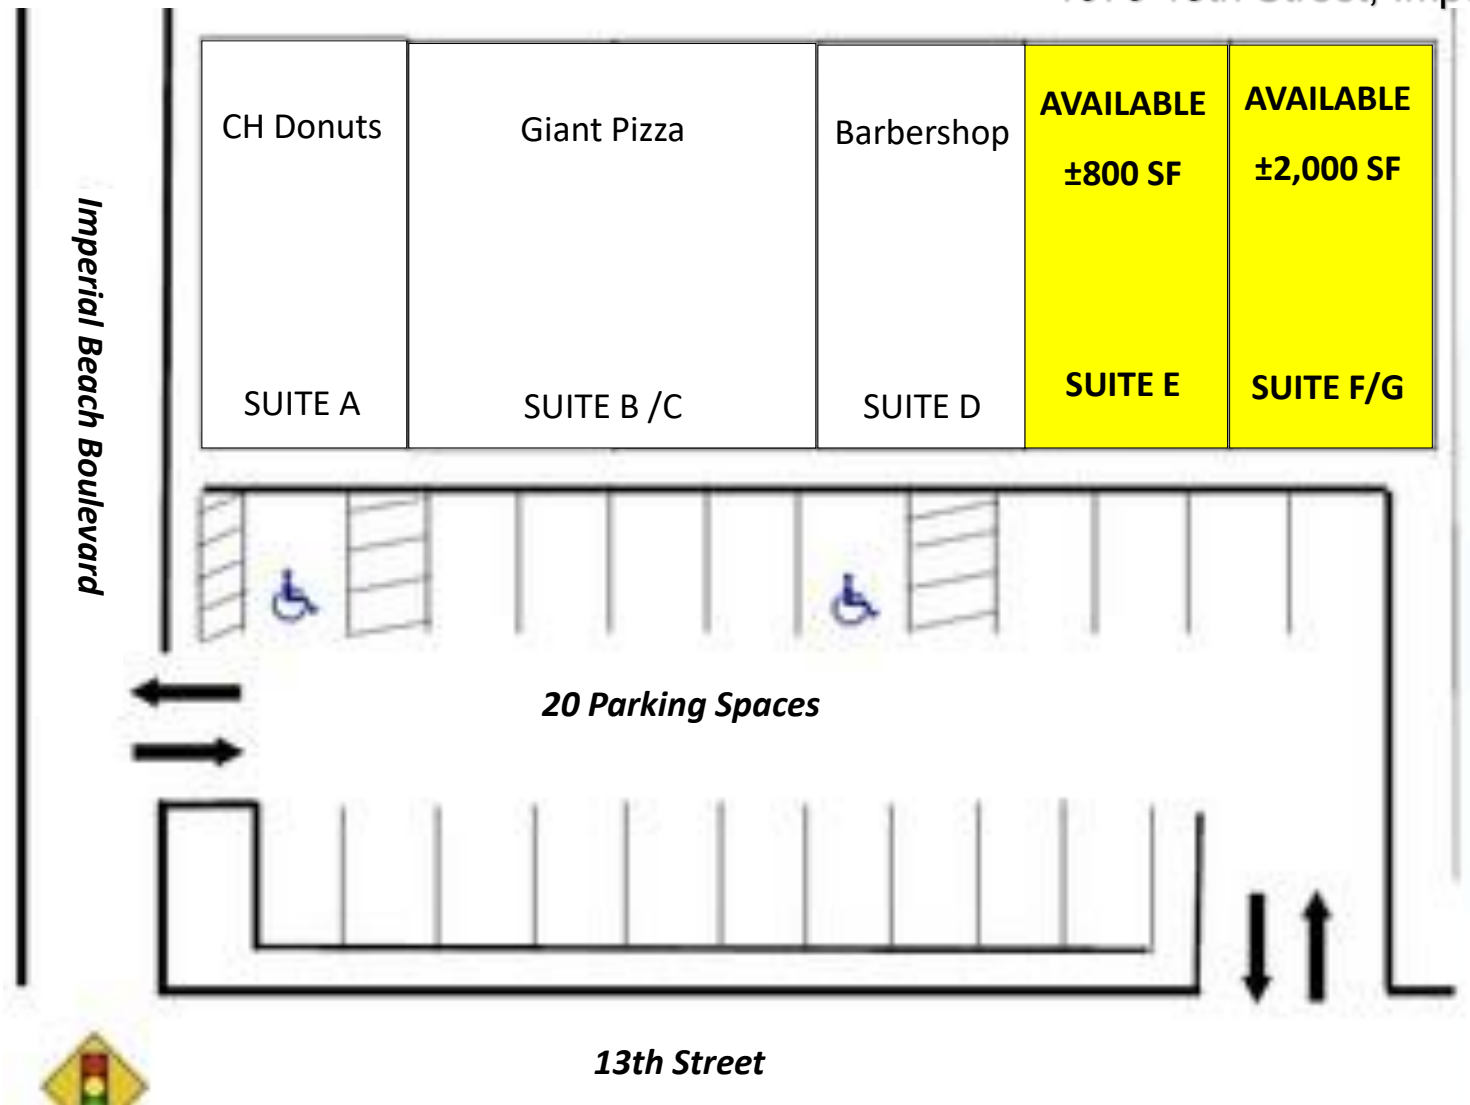 CH Donuts
SUITE A
Giant Pizza
SUITE B /C
Barbershop
SUITE D
AVAILABLE
±800 SF
SUITE E
AVAILABLE
±2,000 SF
SUITE F/G
Imperial Beach Boulevard
20 Parking Spaces
13th Street